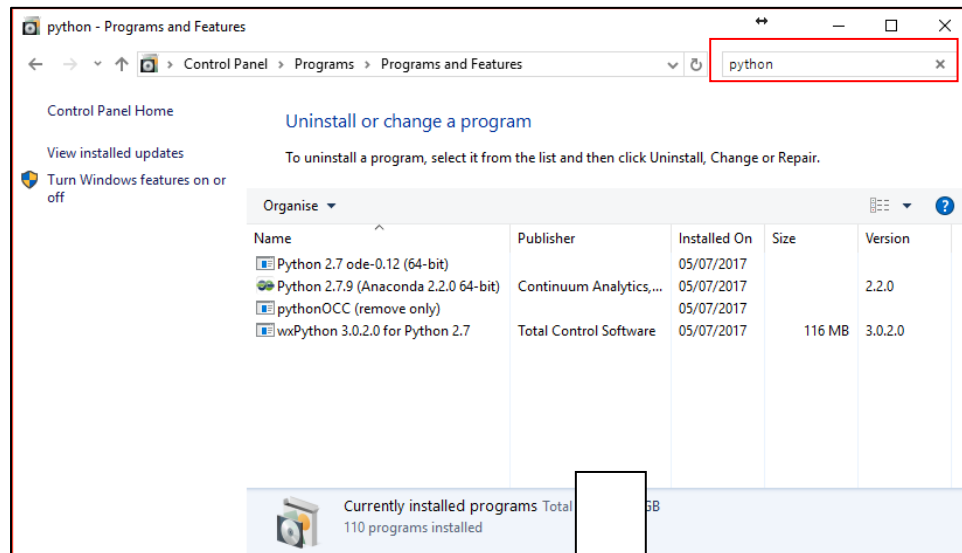 python - Programs and Features
Control Panel > Programs > Programs and Features
python
Control Panel Home
View installed updates
Turn Windows features on or
off
Uninstall or change a program
To uninstall a program, select it from the list and then click Uninstall, Change or Repair.
Organise
Name Publisher Installed On Size Version
Python 2.7 ode-0.12 (64-bit) 05/07/2017
Python 2.7.9 (Anaconda 2.2.0 64-bit) Continuum Analytics,... 05/07/2017 2.2.0
pythonOCC (remove only) 05/07/2017
wxPython 3.0.2.0 for Python 2.7 Total Control Software 05/07/2017 116 MB 3.0.2.0
Currently installed programs Total GB
110 programs installed